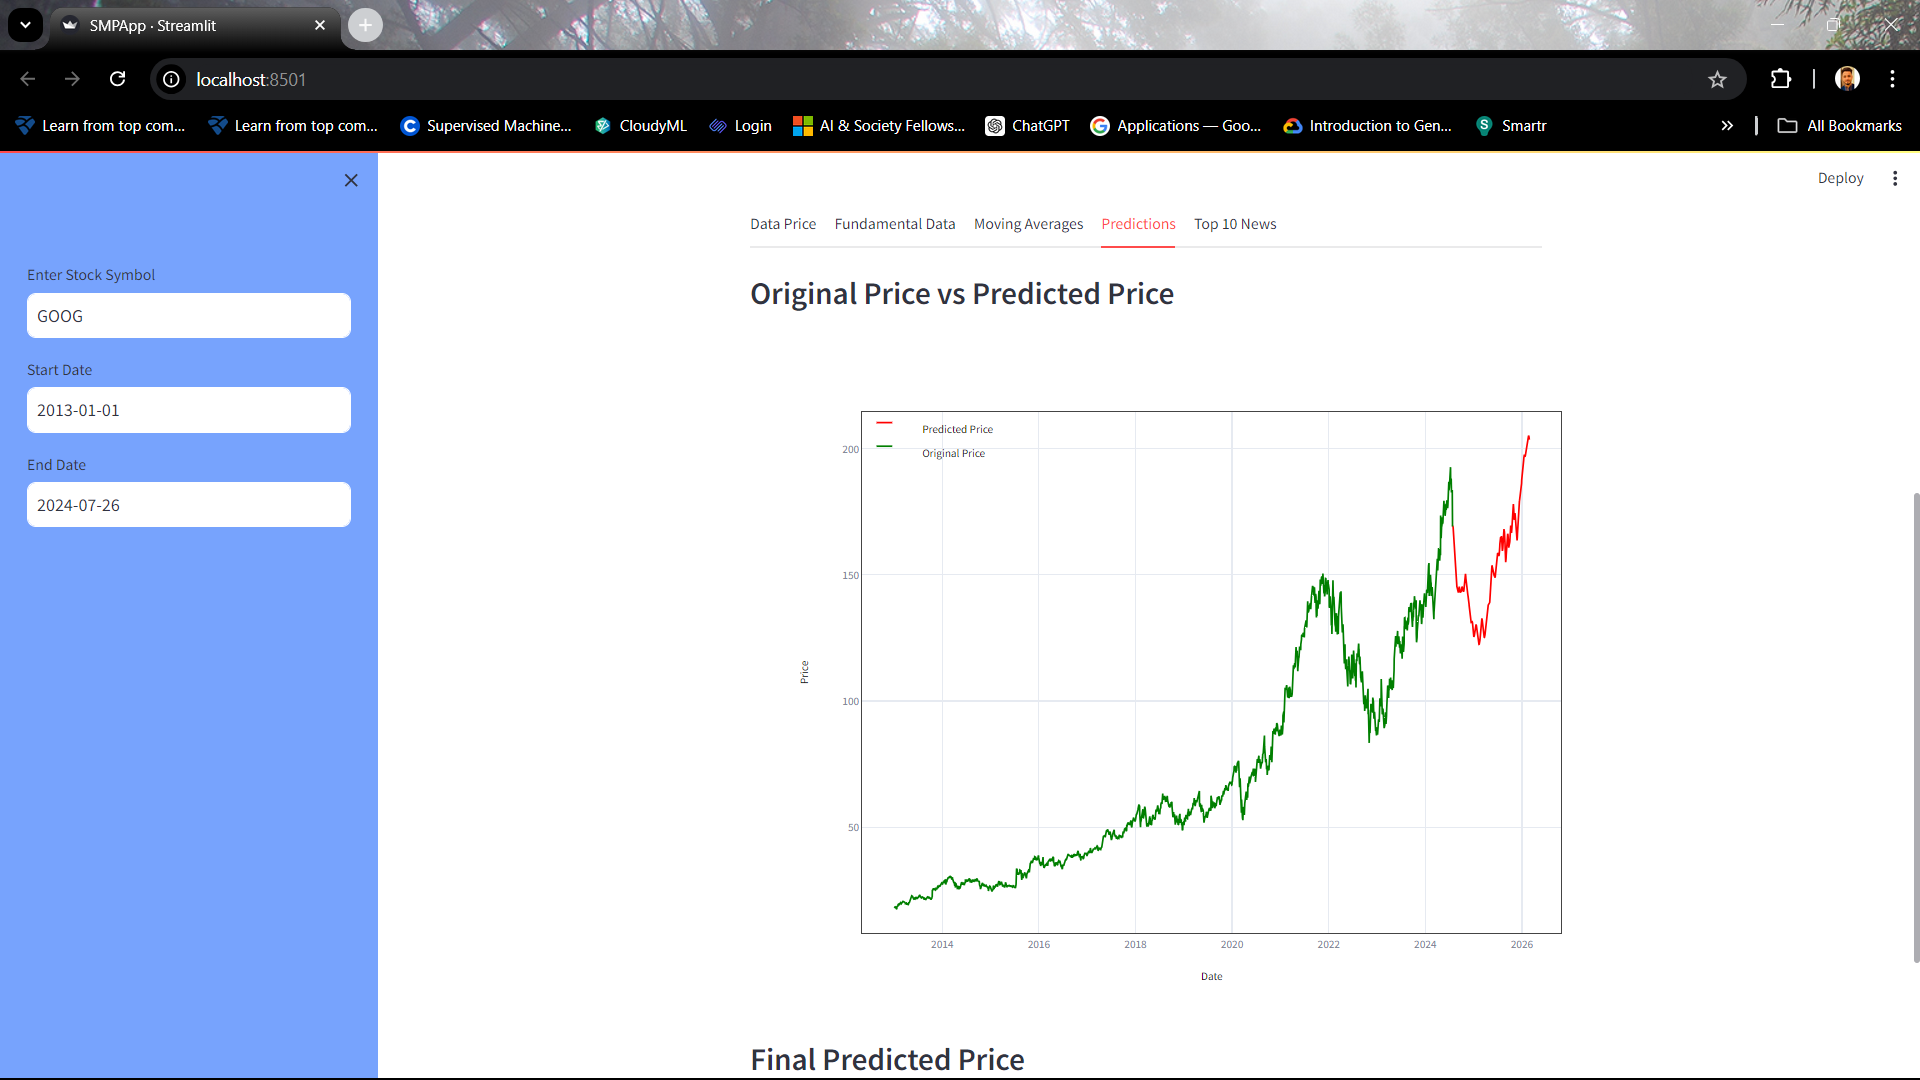 SMPApp · Streamlit
localhost:8501
Learn from top com...
Learn from top com...
Supervised Machine...
CloudyML
Login
AI & Society Fellows...
ChatGPT
Applications — Goo...
Introduction to Gen...
Smartr
All Bookmarks
Deploy
Enter Stock Symbol
GOOG
Start Date
2013-01-01
End Date
2024-07-26
Data Price
Fundamental Data
Moving Averages
Predictions
Top 10 News
Original Price vs Predicted Price
Predicted Price
Original Price
200
150
100
50
Price
2014
2016
2018
2020
2022
2024
2026
Date
Final Predicted Price